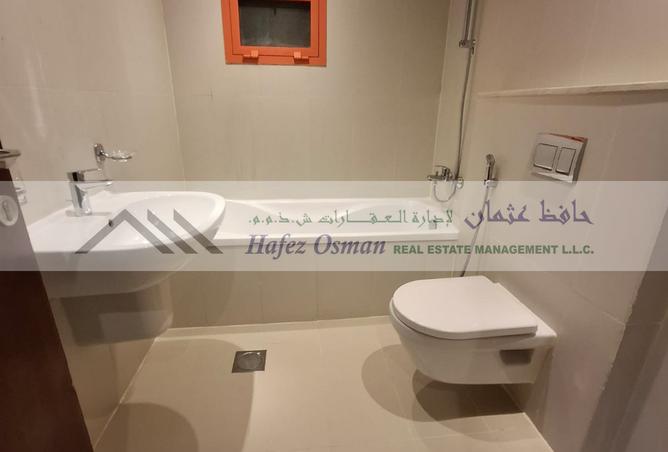 حافظ عثمان لإدارة العقارات ش.ذ.م.م.
Hafez Osman REAL ESTATE MANAGEMENT L.L.C.